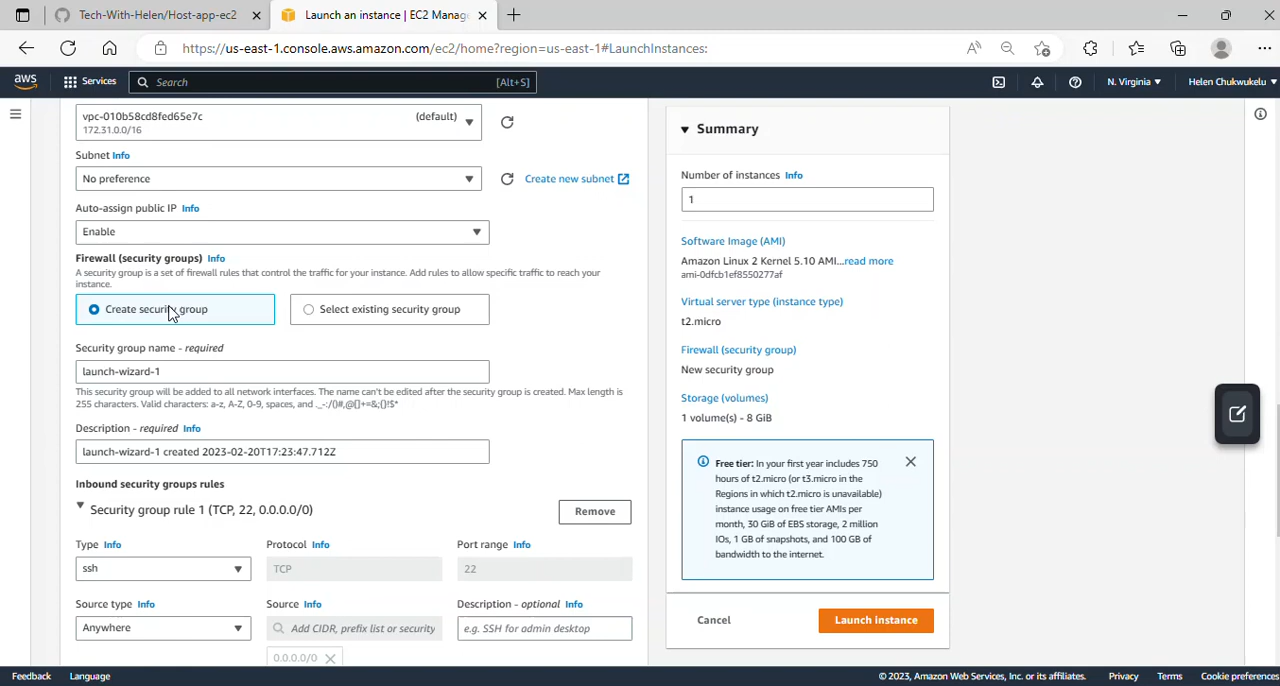 Tech-With-Helen/Host-app-ec2
Launch an instance | EC2 Manag
https://us-east-1.console.aws.amazon.com/ec2/home?region=us-east-1#LaunchInstances:
aws
Services
Search
[Alt+S]
N. Virginia
Helen Chukwukelu
vpc-010b58cd8fed65e7c
(default)
172.31.0.0/16
Subnet Info
No preference
Create new subnet
Auto-assign public IP Info
Enable
Firewall (security groups) Info
A security group is a set of firewall rules that control the traffic for your instance. Add rules to allow specific traffic to reach your
instance.
Create security group
Select existing security group
Security group name - required
launch-wizard-1
This security group will be added to all network interfaces. The name can't be edited after the security group is created. Max length is
255 characters. Valid characters: a-z, A-Z, 0-9, spaces, and ._-:/()#,@[]+=&;{}!$*
Description - required Info
launch-wizard-1 created 2023-02-20T17:23:47.712Z
Inbound security groups rules
Security group rule 1 (TCP, 22, 0.0.0.0/0)
Remove
Type Info
Protocol Info
Port range Info
ssh
TCP
22
Source type Info
Source Info
Description - optional Info
Anywhere
Add CIDR, prefix list or security
e.g. SSH for admin desktop
0.0.0.0/0
Summary
Number of instances Info
1
Software Image (AMI)
Amazon Linux 2 Kernel 5.10 AMI...read more
ami-0dfcb1ef8550277af
Virtual server type (instance type)
t2.micro
Firewall (security group)
New security group
Storage (volumes)
1 volume(s) - 8 GiB
Free tier: In your first year includes 750
hours of t2.micro (or t3.micro in the
Regions in which t2.micro is unavailable)
instance usage on free tier AMIs per
month, 30 GiB of EBS storage, 2 million
IOs, 1 GB of snapshots, and 100 GB of
bandwidth to the internet.
Cancel
Launch instance
Feedback
Language
© 2023, Amazon Web Services, Inc. or its affiliates.
Privacy
Terms
Cookie preferences